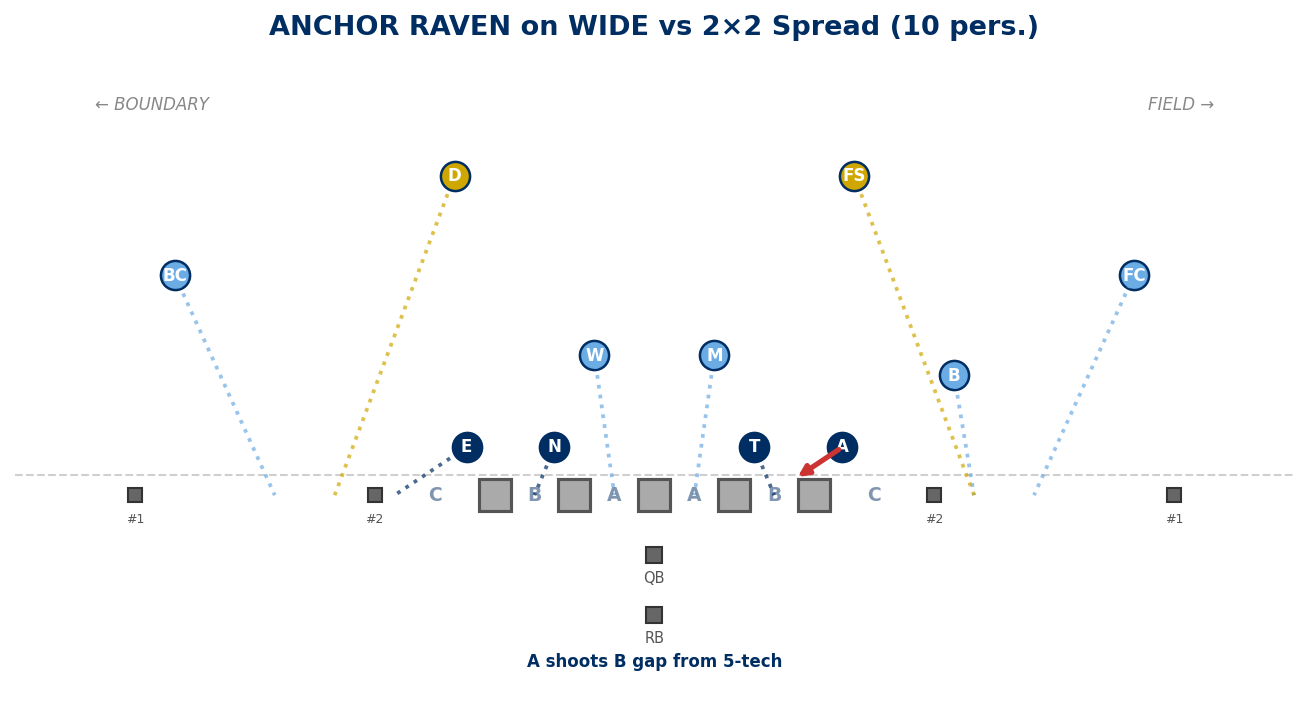 ANCHOR RAVEN on WIDE vs 2×2 Spread (10 pers.)
← BOUNDARY
FIELD →
D
FS
BC
FC
W
M
B
E
N
T
A
C
B
A
A
B
C
#1
#2
#2
#1
QB
RB
A shoots B gap from 5-tech